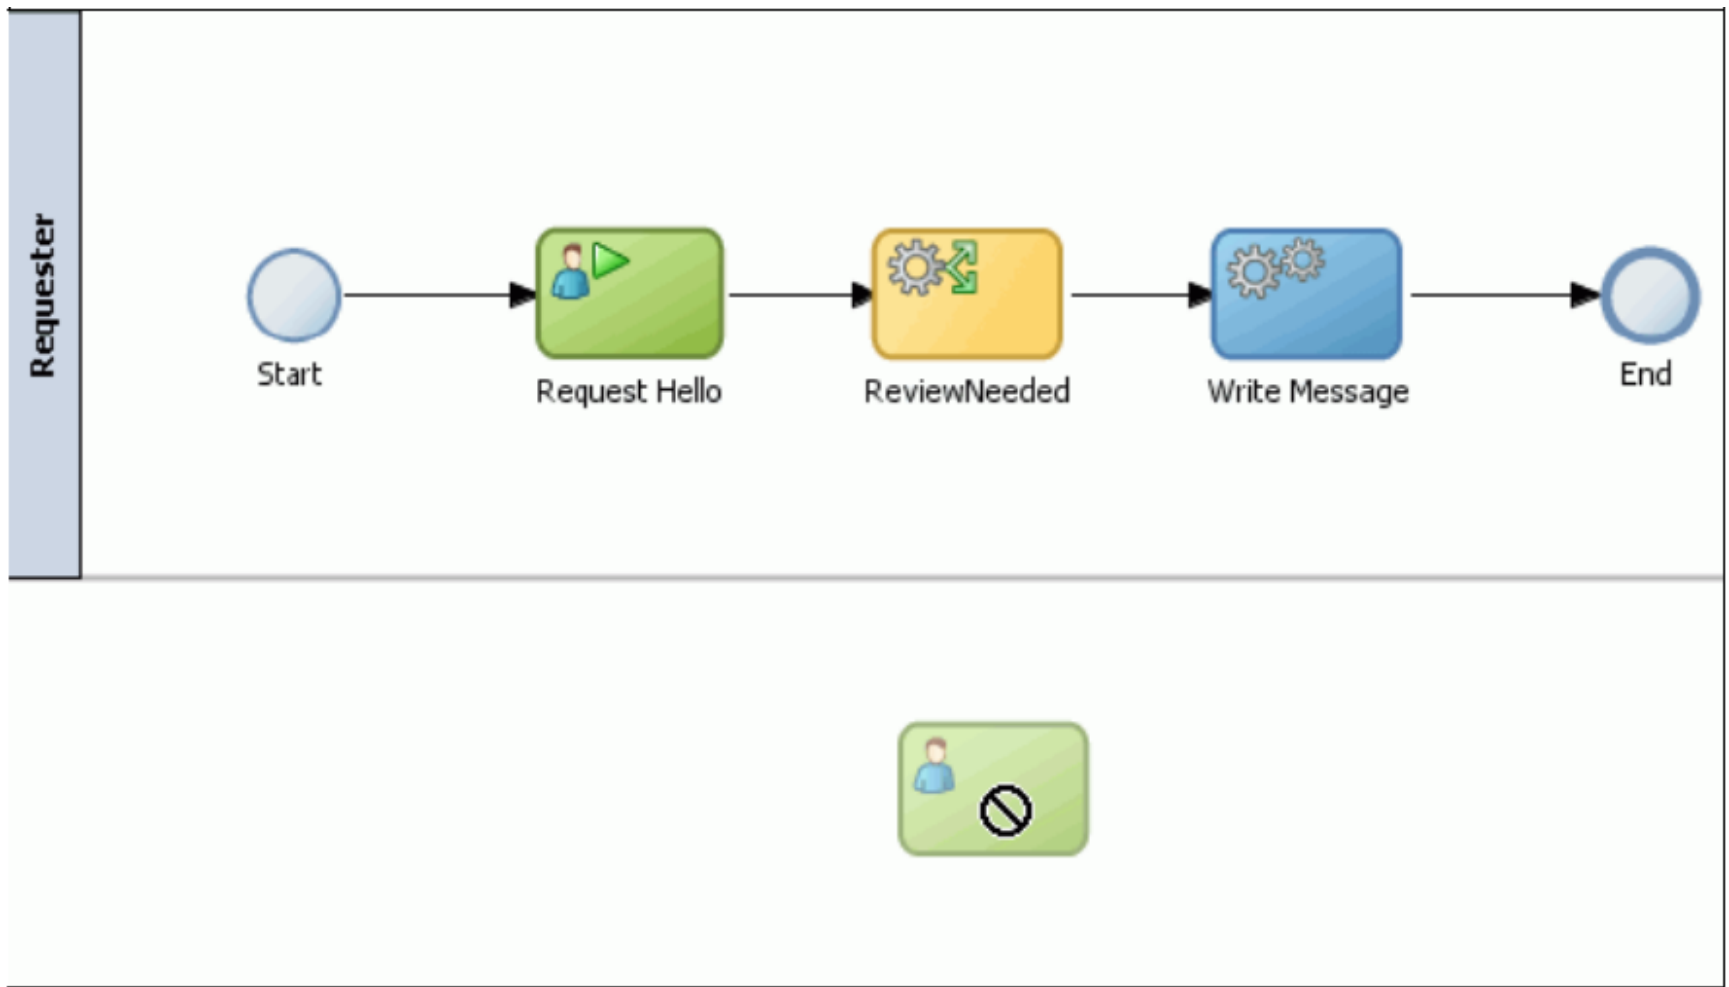 Requester
Start
Request Hello
ReviewNeeded
Write Message
End